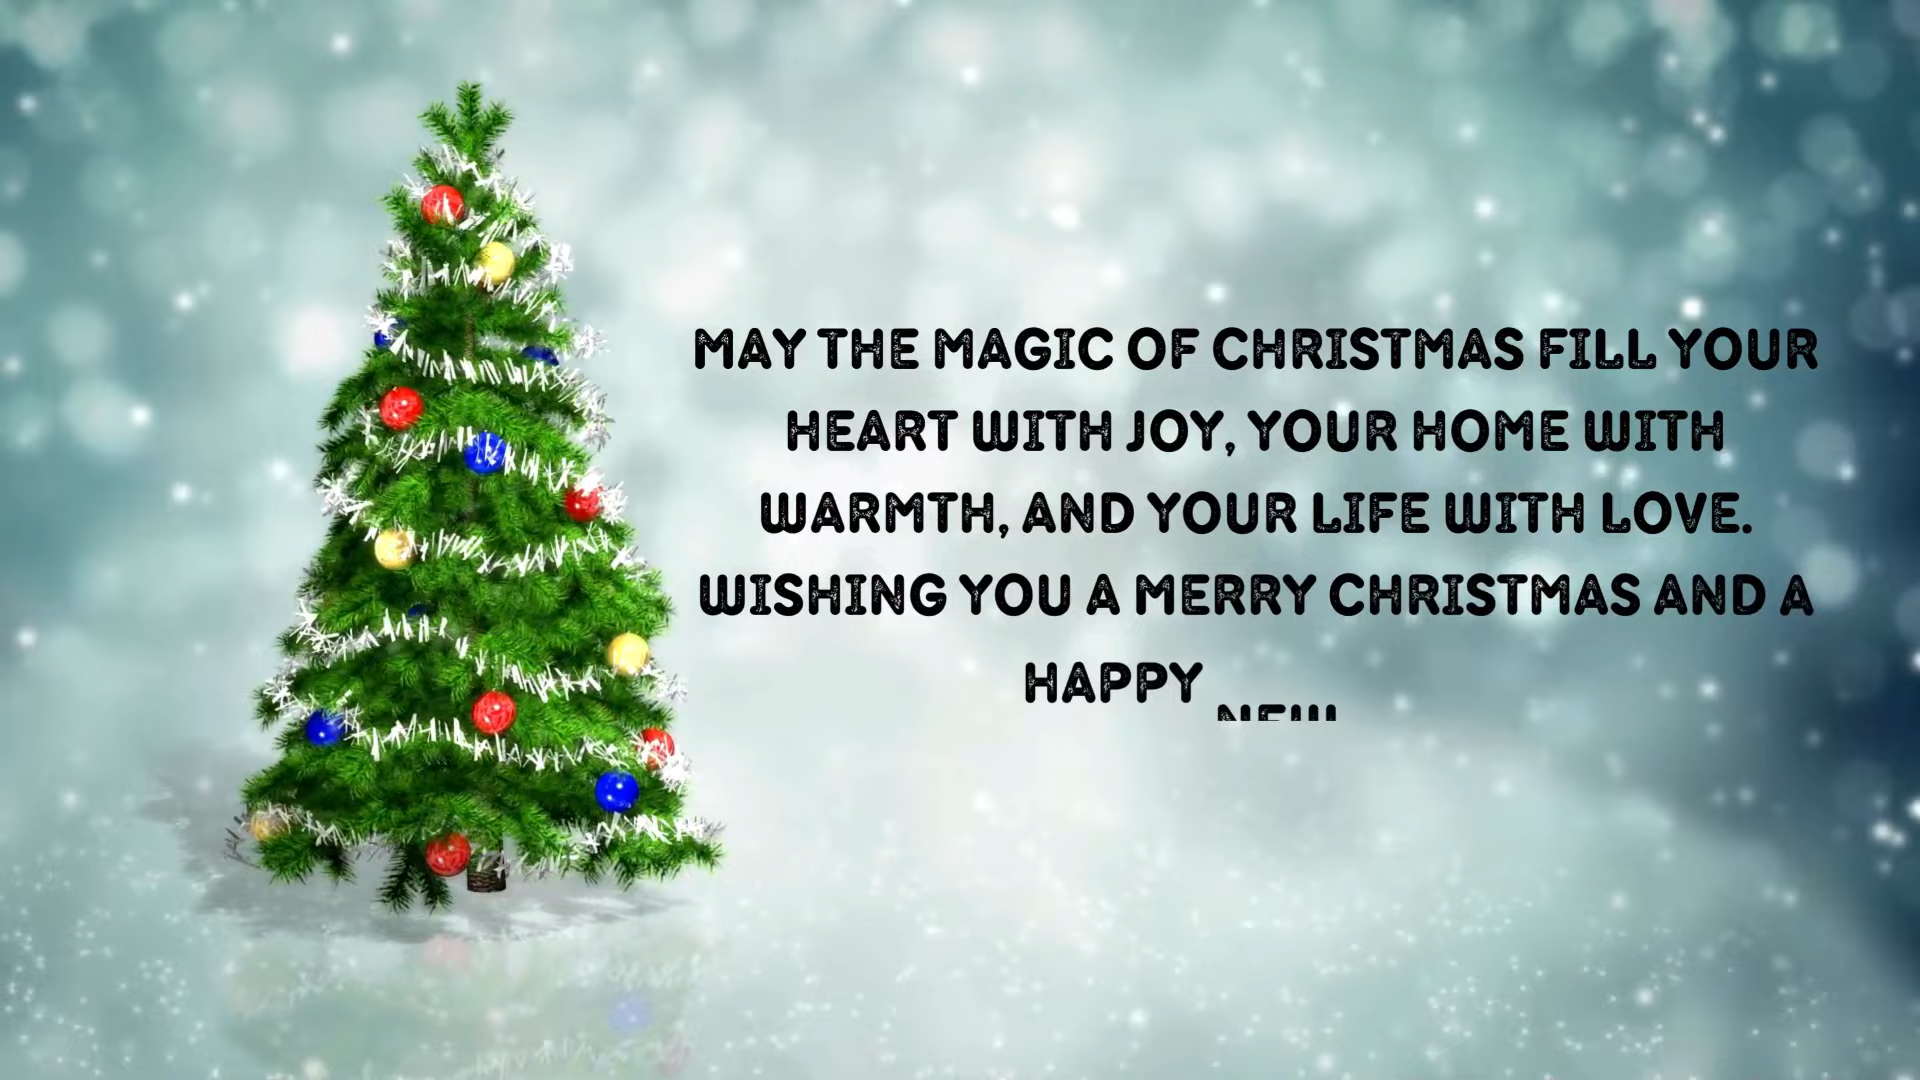 MAY THE MAGIC OF CHRISTMAS FILL YOUR
HEART WITH JOY, YOUR HOME WITH
WARMTH, AND YOUR LIFE WITH LOVE.
WISHING YOU A MERRY CHRISTMAS AND A
HAPPY